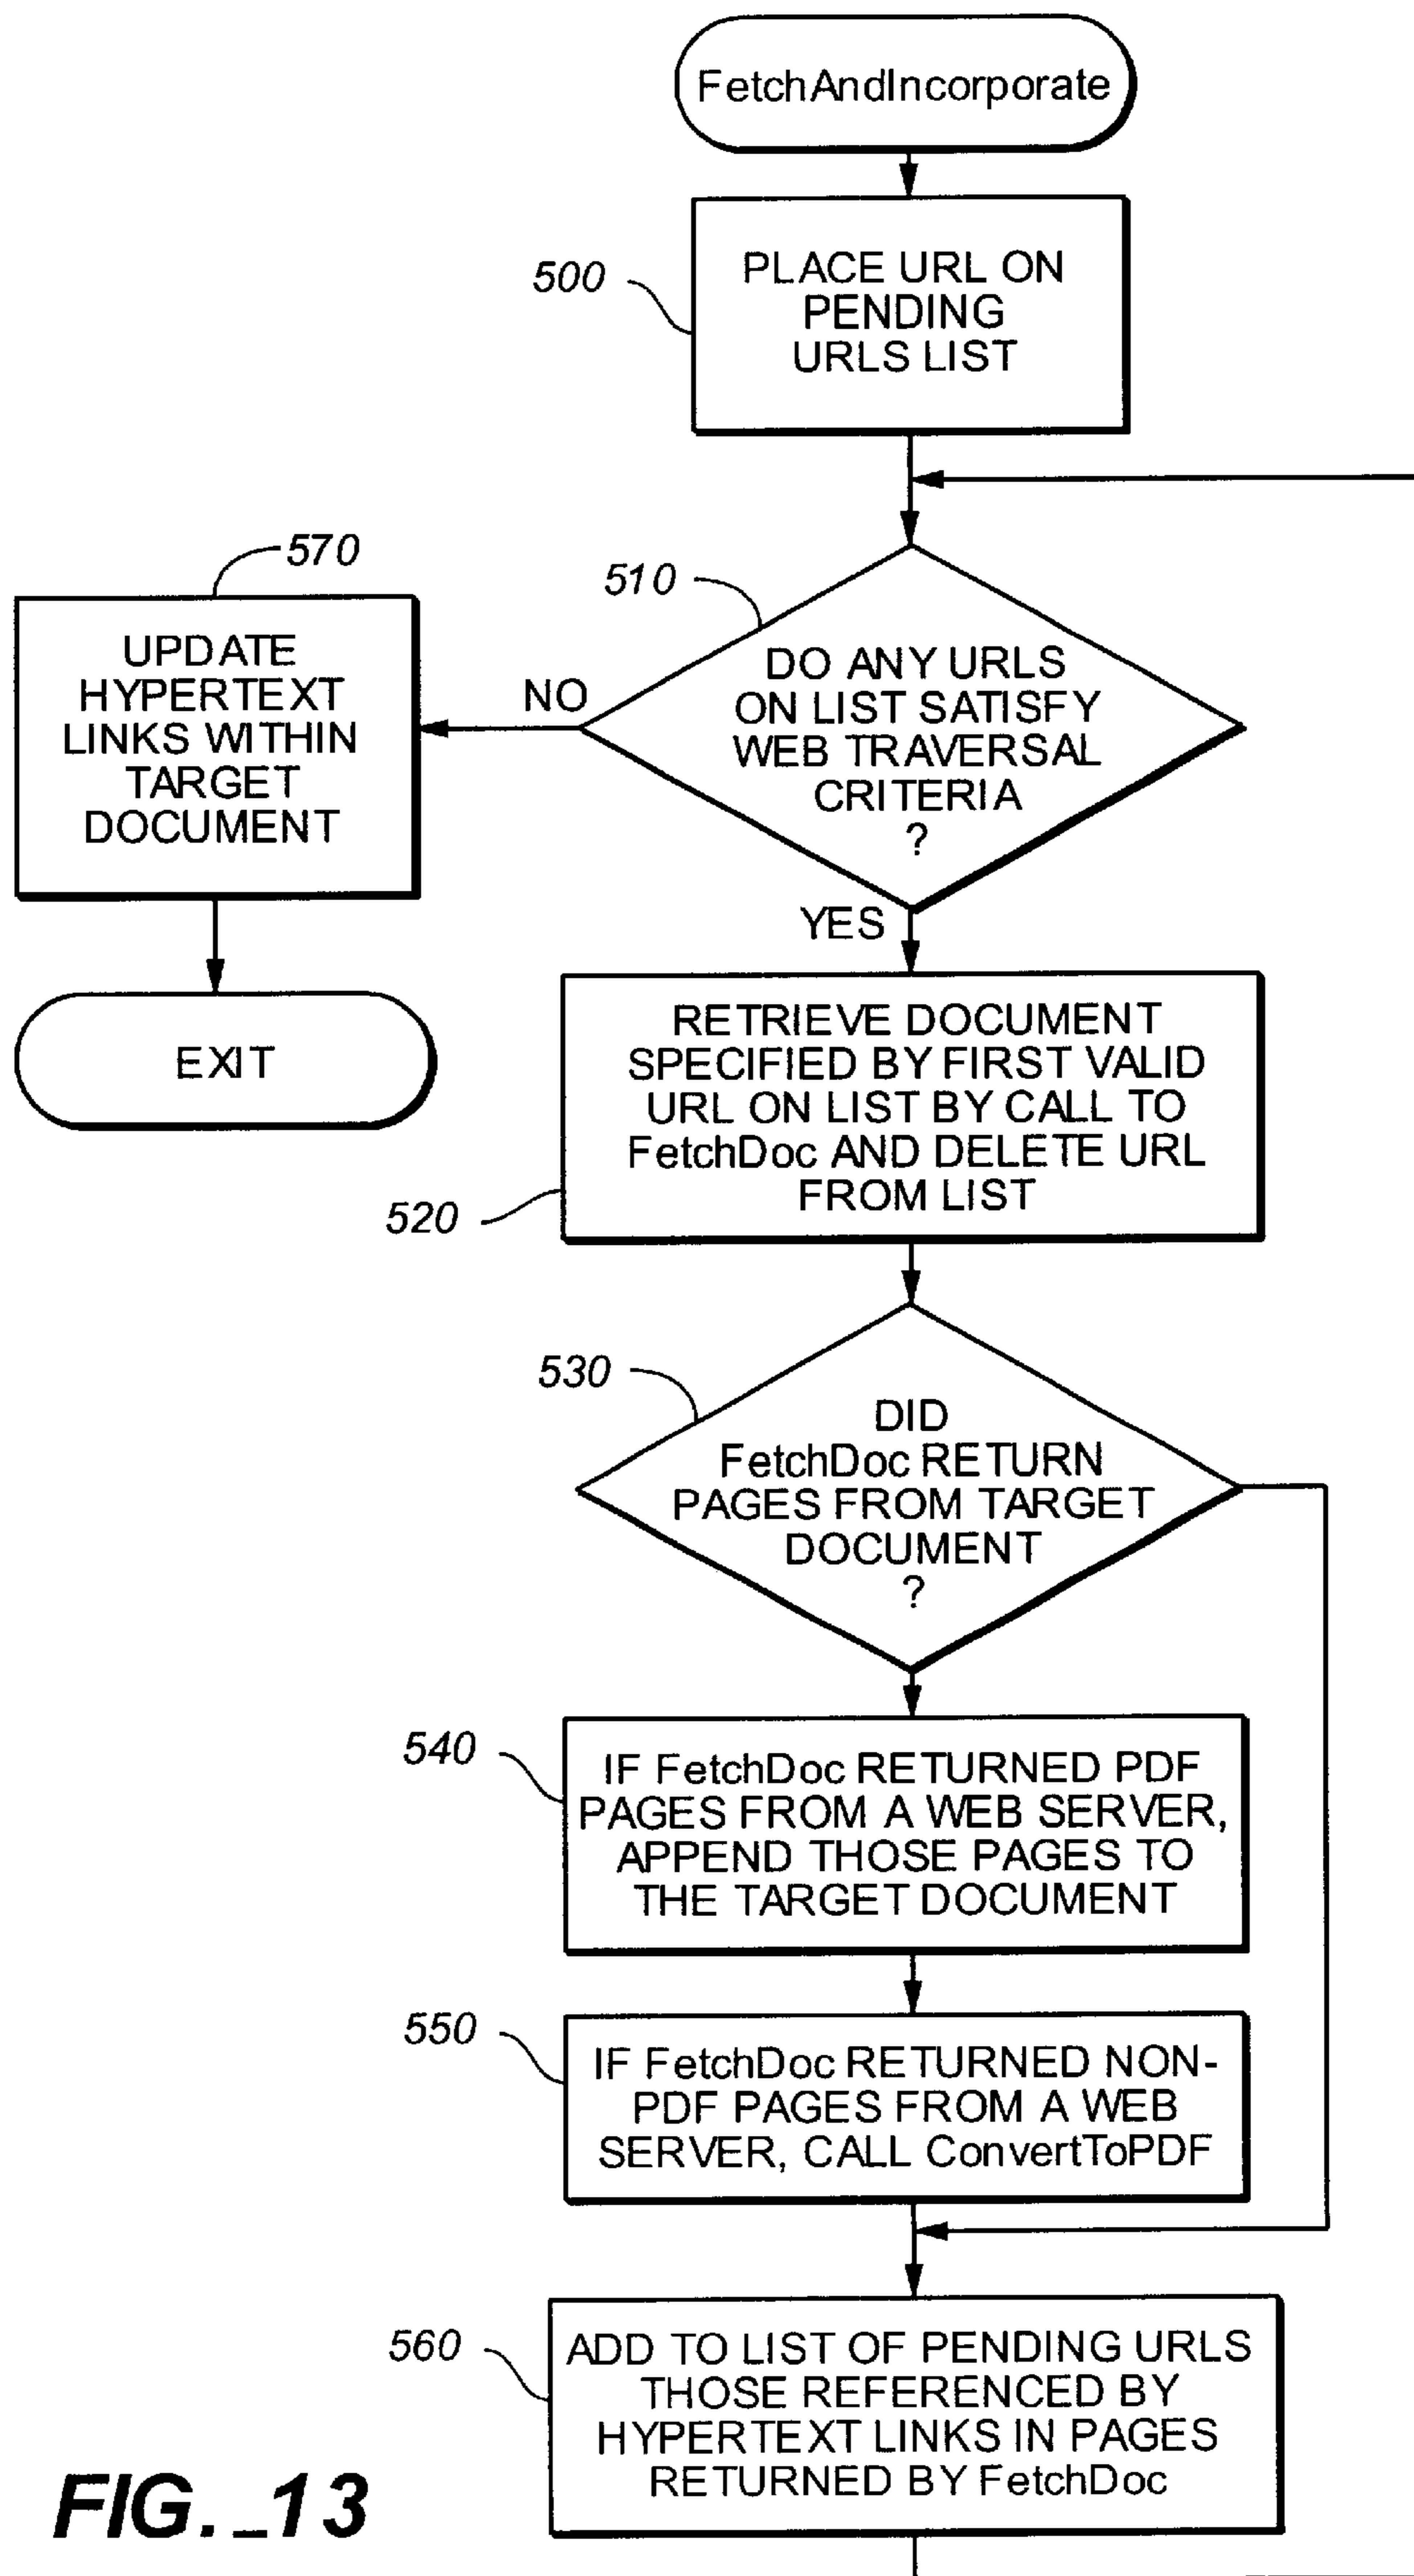 FetchAndIncorporate
500
PLACE URL ON
PENDING
URLS LIST
570
510
UPDATE
HYPERTEXT
LINKS WITHIN
TARGET
DOCUMENT
NO
DO ANY URLS
ON LIST SATISFY
WEB TRAVERSAL
CRITERIA
?
YES
EXIT
RETRIEVE DOCUMENT
SPECIFIED BY FIRST VALID
URL ON LIST BY CALL TO
FetchDoc AND DELETE URL
FROM LIST
520
530
DID
FetchDoc RETURN
PAGES FROM TARGET
DOCUMENT
?
540
IF FetchDoc RETURNED PDF
PAGES FROM A WEB SERVER,
APPEND THOSE PAGES TO
THE TARGET DOCUMENT
550
IF FetchDoc RETURNED NON-
PDF PAGES FROM A WEB
SERVER, CALL ConvertToPDF
560
ADD TO LIST OF PENDING URLS
THOSE REFERENCED BY
HYPERTEXT LINKS IN PAGES
RETURNED BY FetchDoc
FIG._13